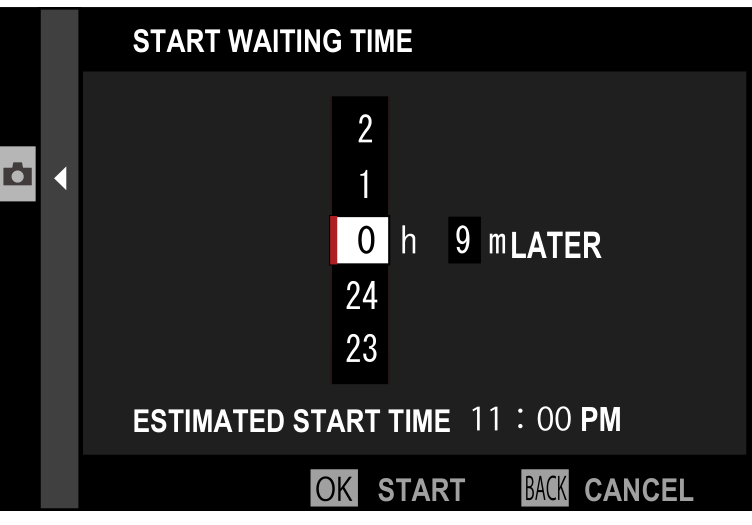 START WAITING TIME
2
1
0 h 9 m LATER
24
23
ESTIMATED START TIME 11 : 00 PM
OK START BACK CANCEL